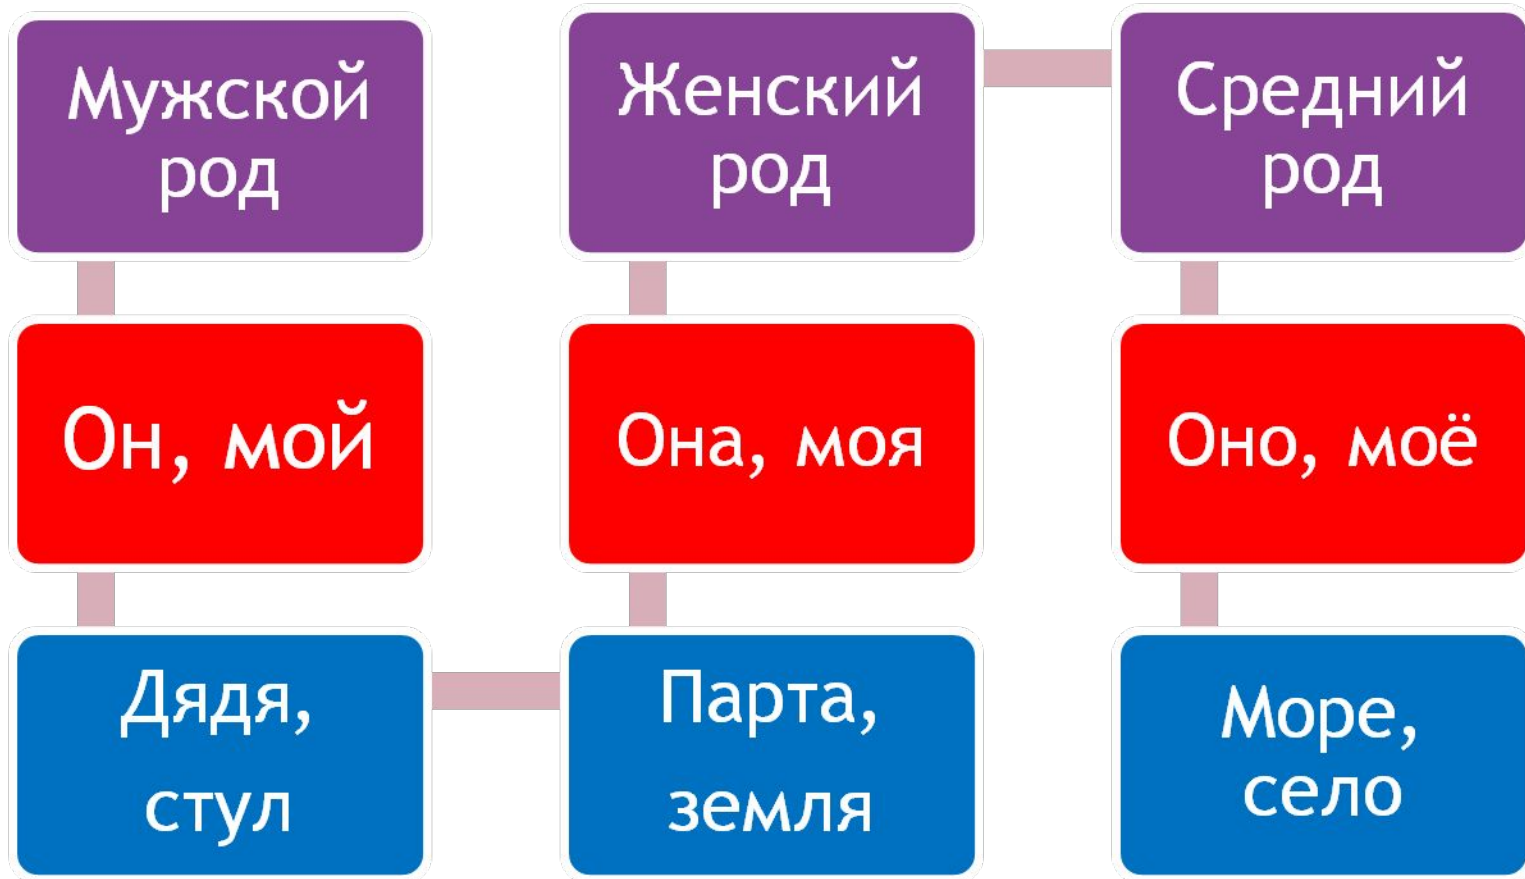 Мужской
род
Он, мой
Дядя,
стул
Женский
род
Она, моя
Парта,
земля
Средний
род
Оно, моё
Море,
село